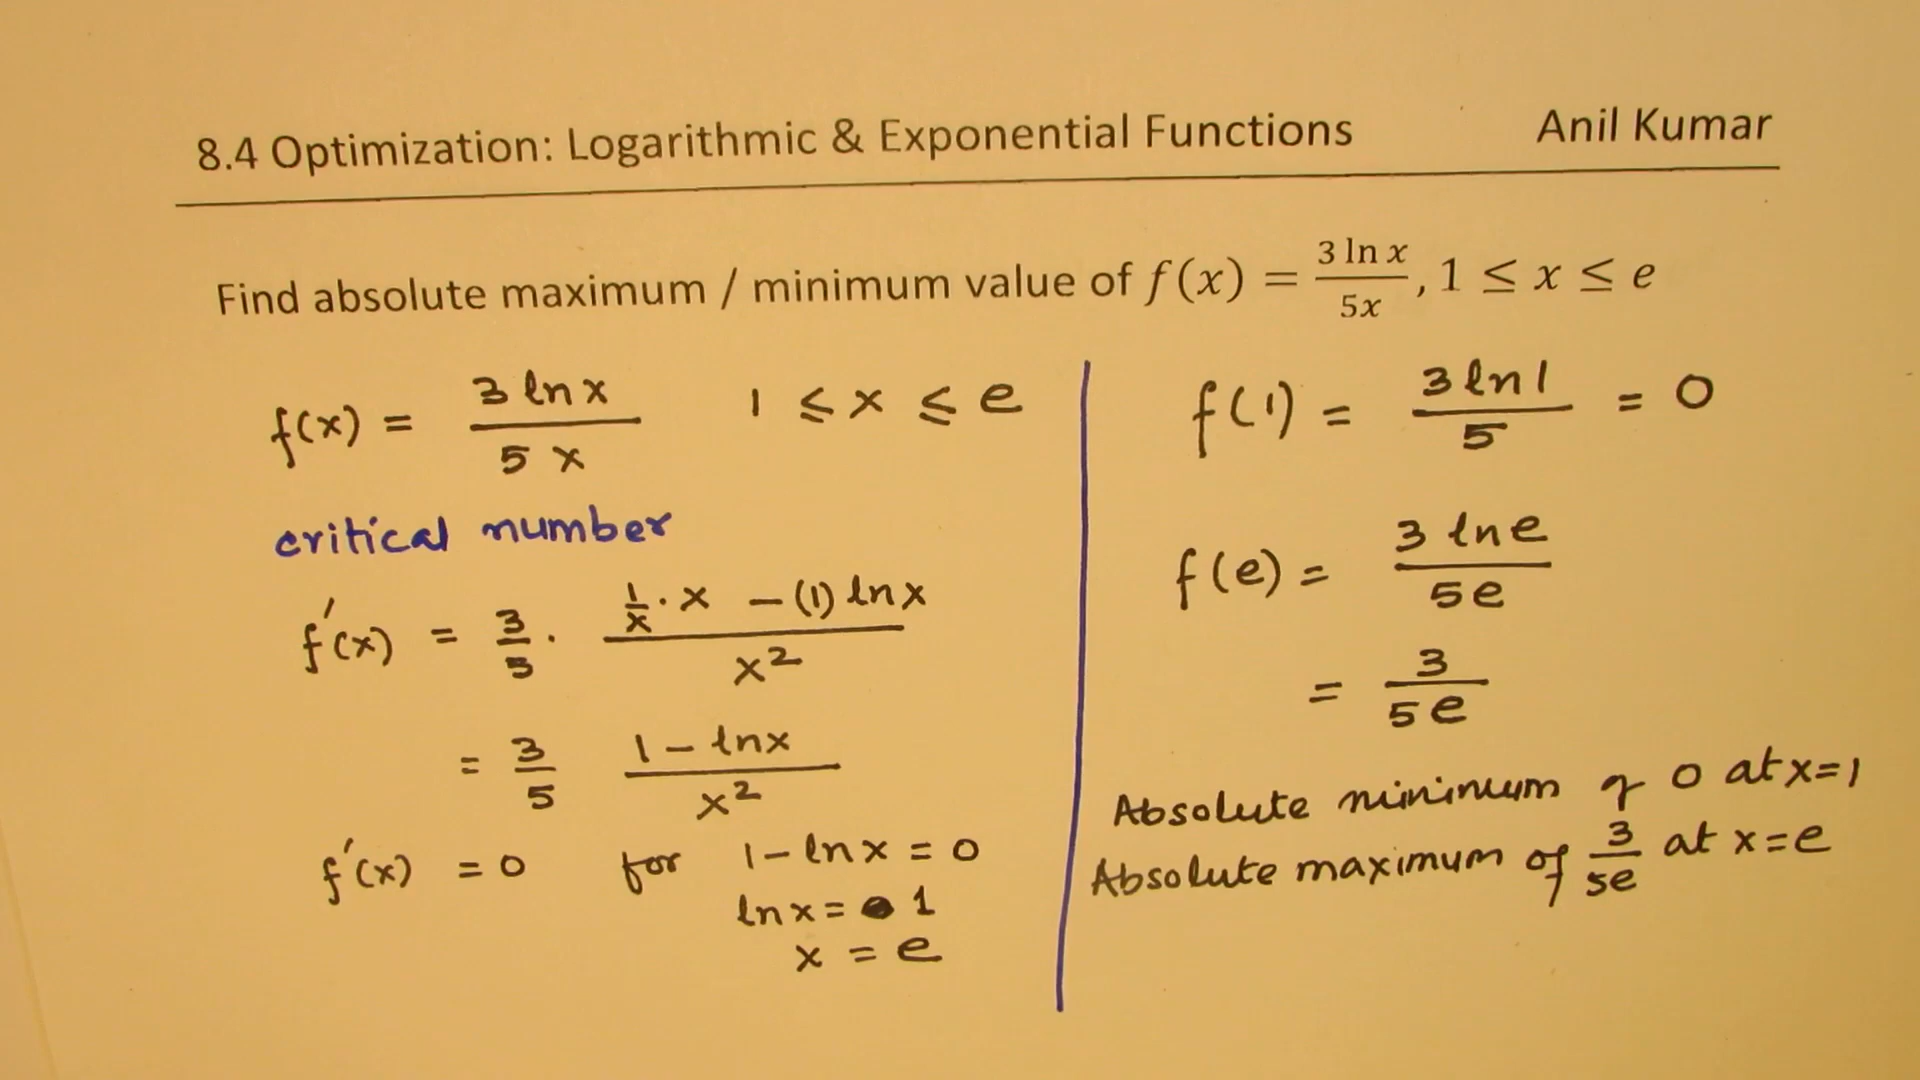 8.4 Optimization: Logarithmic & Exponential Functions Anil Kumar
Find absolute maximum / minimum value of f(x) = 3 ln x / 5x, 1 ≤ x ≤ e
f(x) = 3 ln x / 5 x 1 ≤ x ≤ e
critical number
f'(x) = 3/5 · (1/x · x - (1) ln x) / x²
= 3/5 (1 - ln x) / x²
f'(x) = 0 for 1 - ln x = 0
ln x = 1
x = e
f(1) = 3 ln 1 / 5 = 0
f(e) = 3 ln e / 5e
= 3 / 5e
Absolute minimum of 0 at x=1
Absolute maximum of 3/5e at x=e